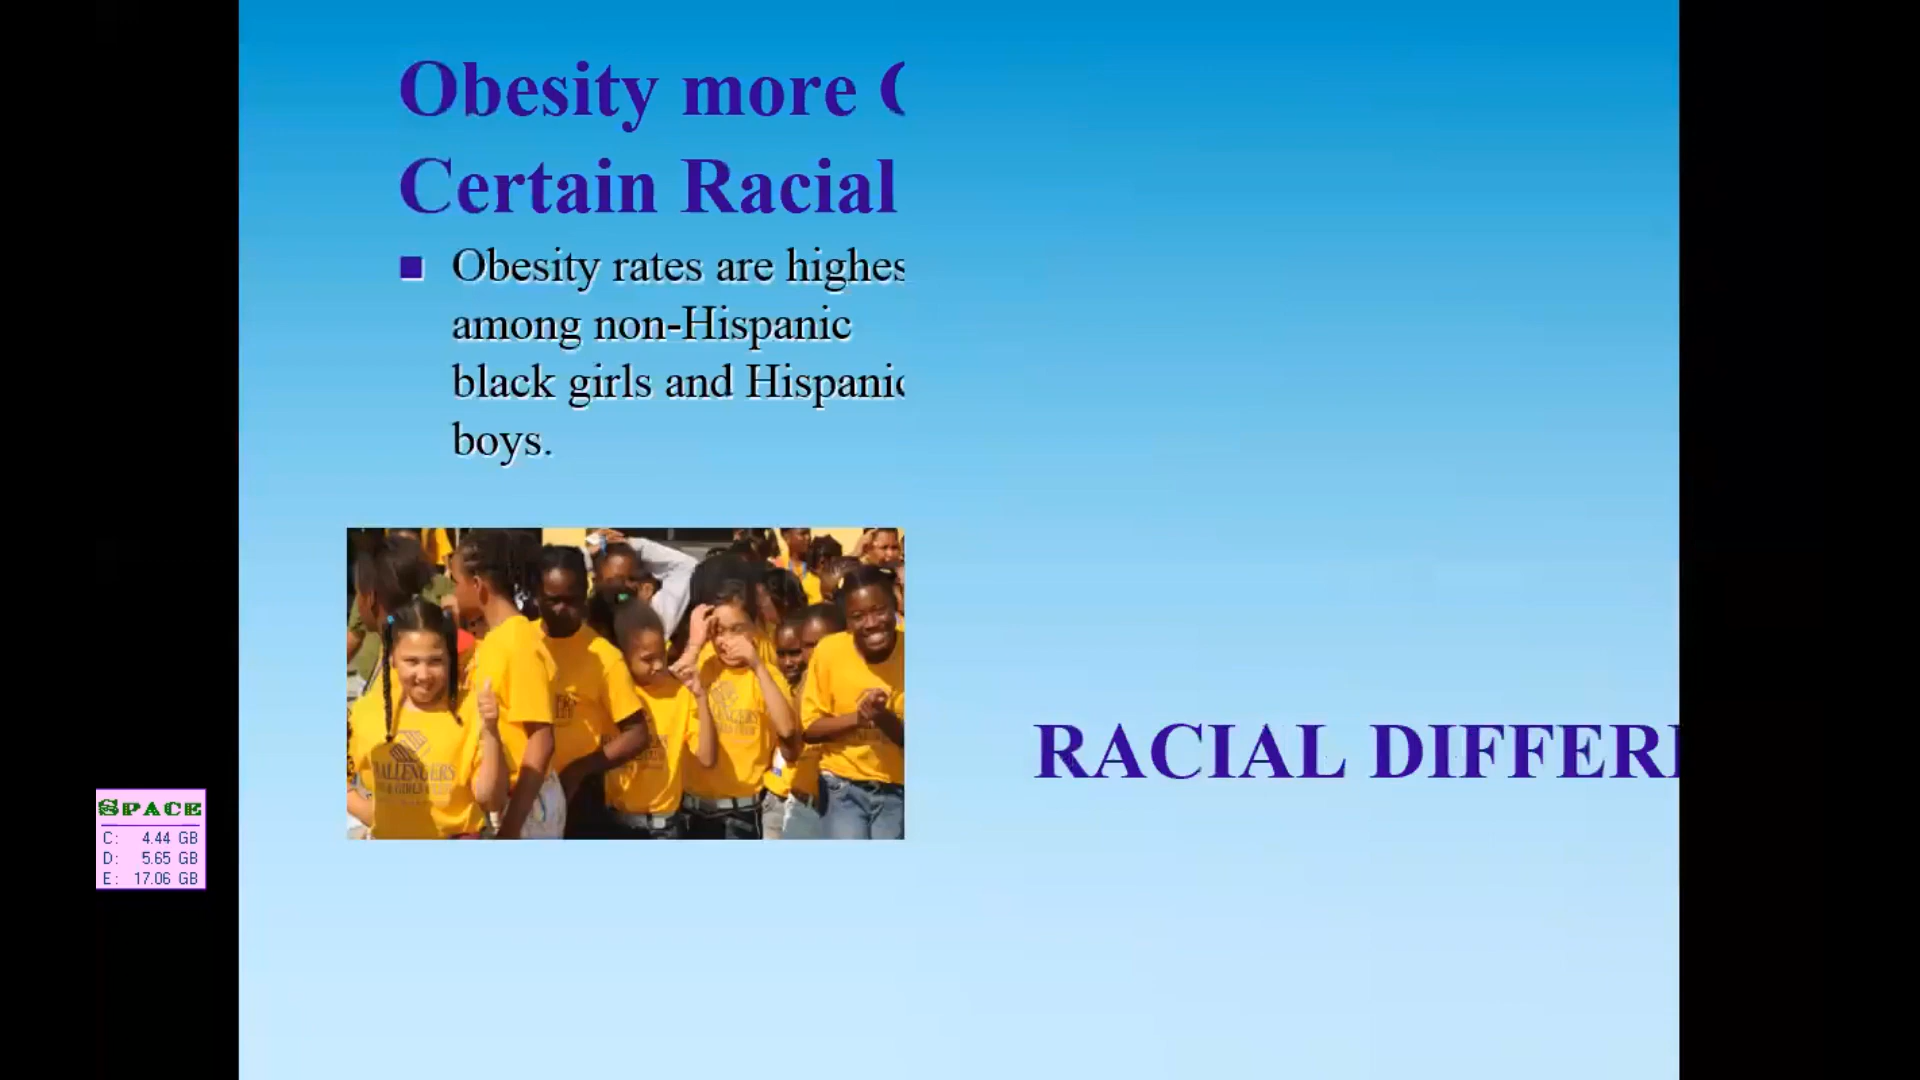 Obesity more
Certain Racial
Obesity rates are highes
among non-Hispanic
black girls and Hispanic
boys.
RACIAL DIFFER
SPACE
C: 4.44 GB
D: 5.65 GB
E: 17.06 GB